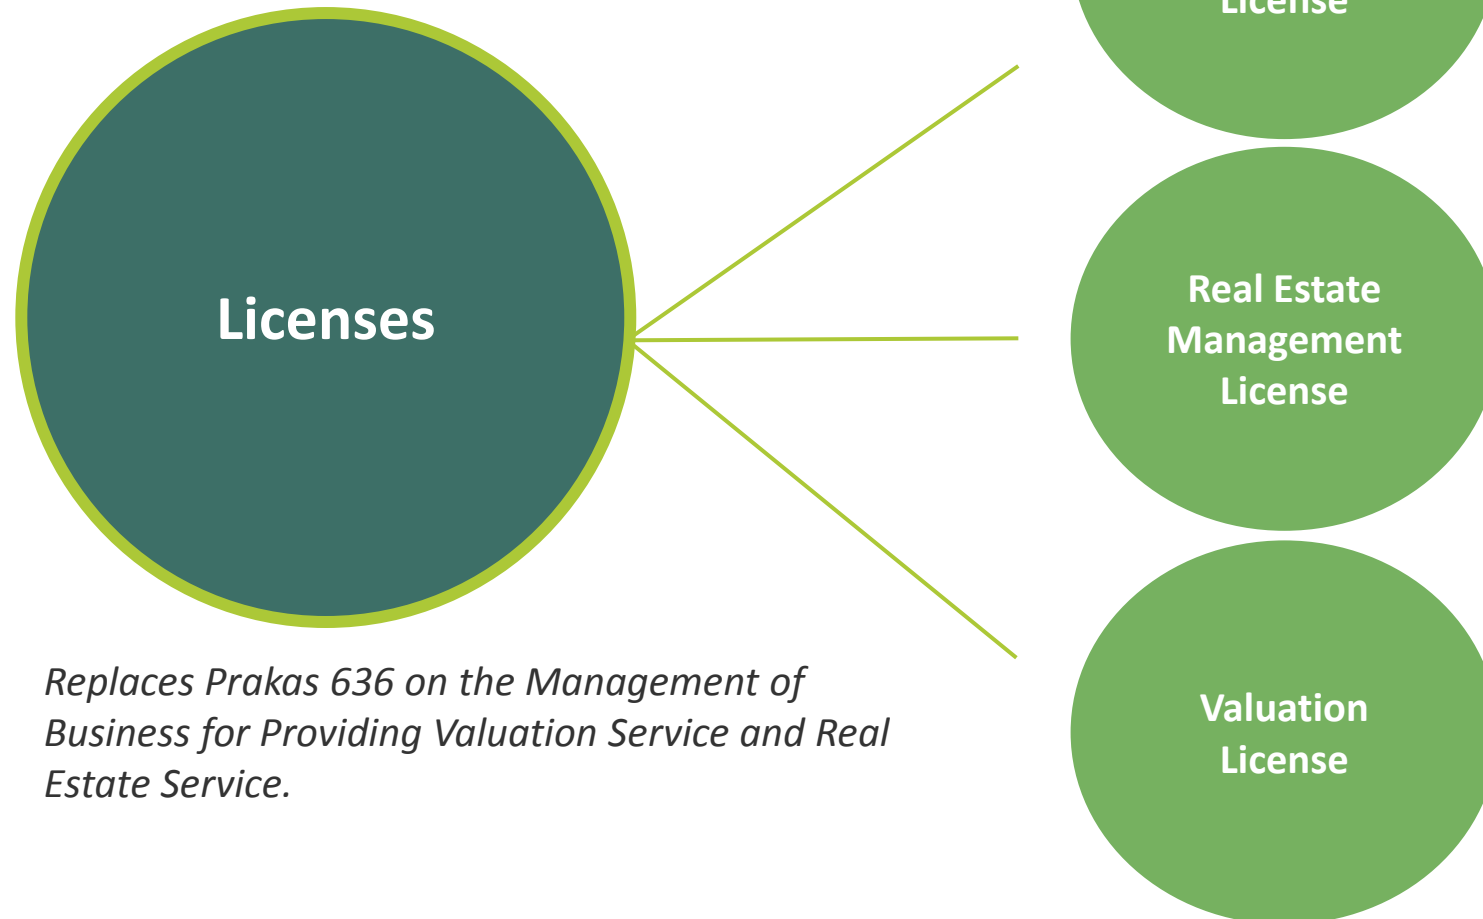 License
Licenses
Real Estate
Management
License
Replaces Prakas 636 on the Management of
Business for Providing Valuation Service and Real
Estate Service.
Valuation
License